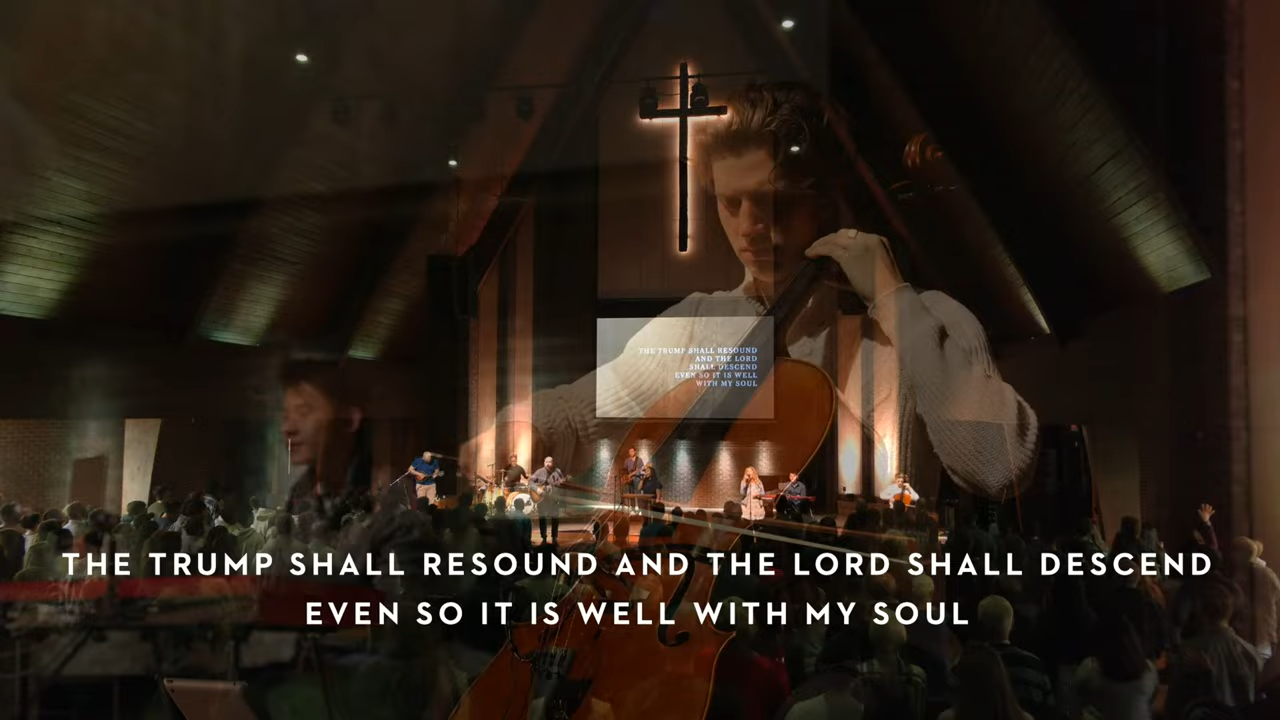 THE TRUMP SHALL RESOUND
AND THE LORD
SHALL DESCEND
EVEN SO IT IS WELL
WITH MY SOUL
THE TRUMP SHALL RESOUND AND THE LORD SHALL DESCEND
EVEN SO IT IS WELL WITH MY SOUL